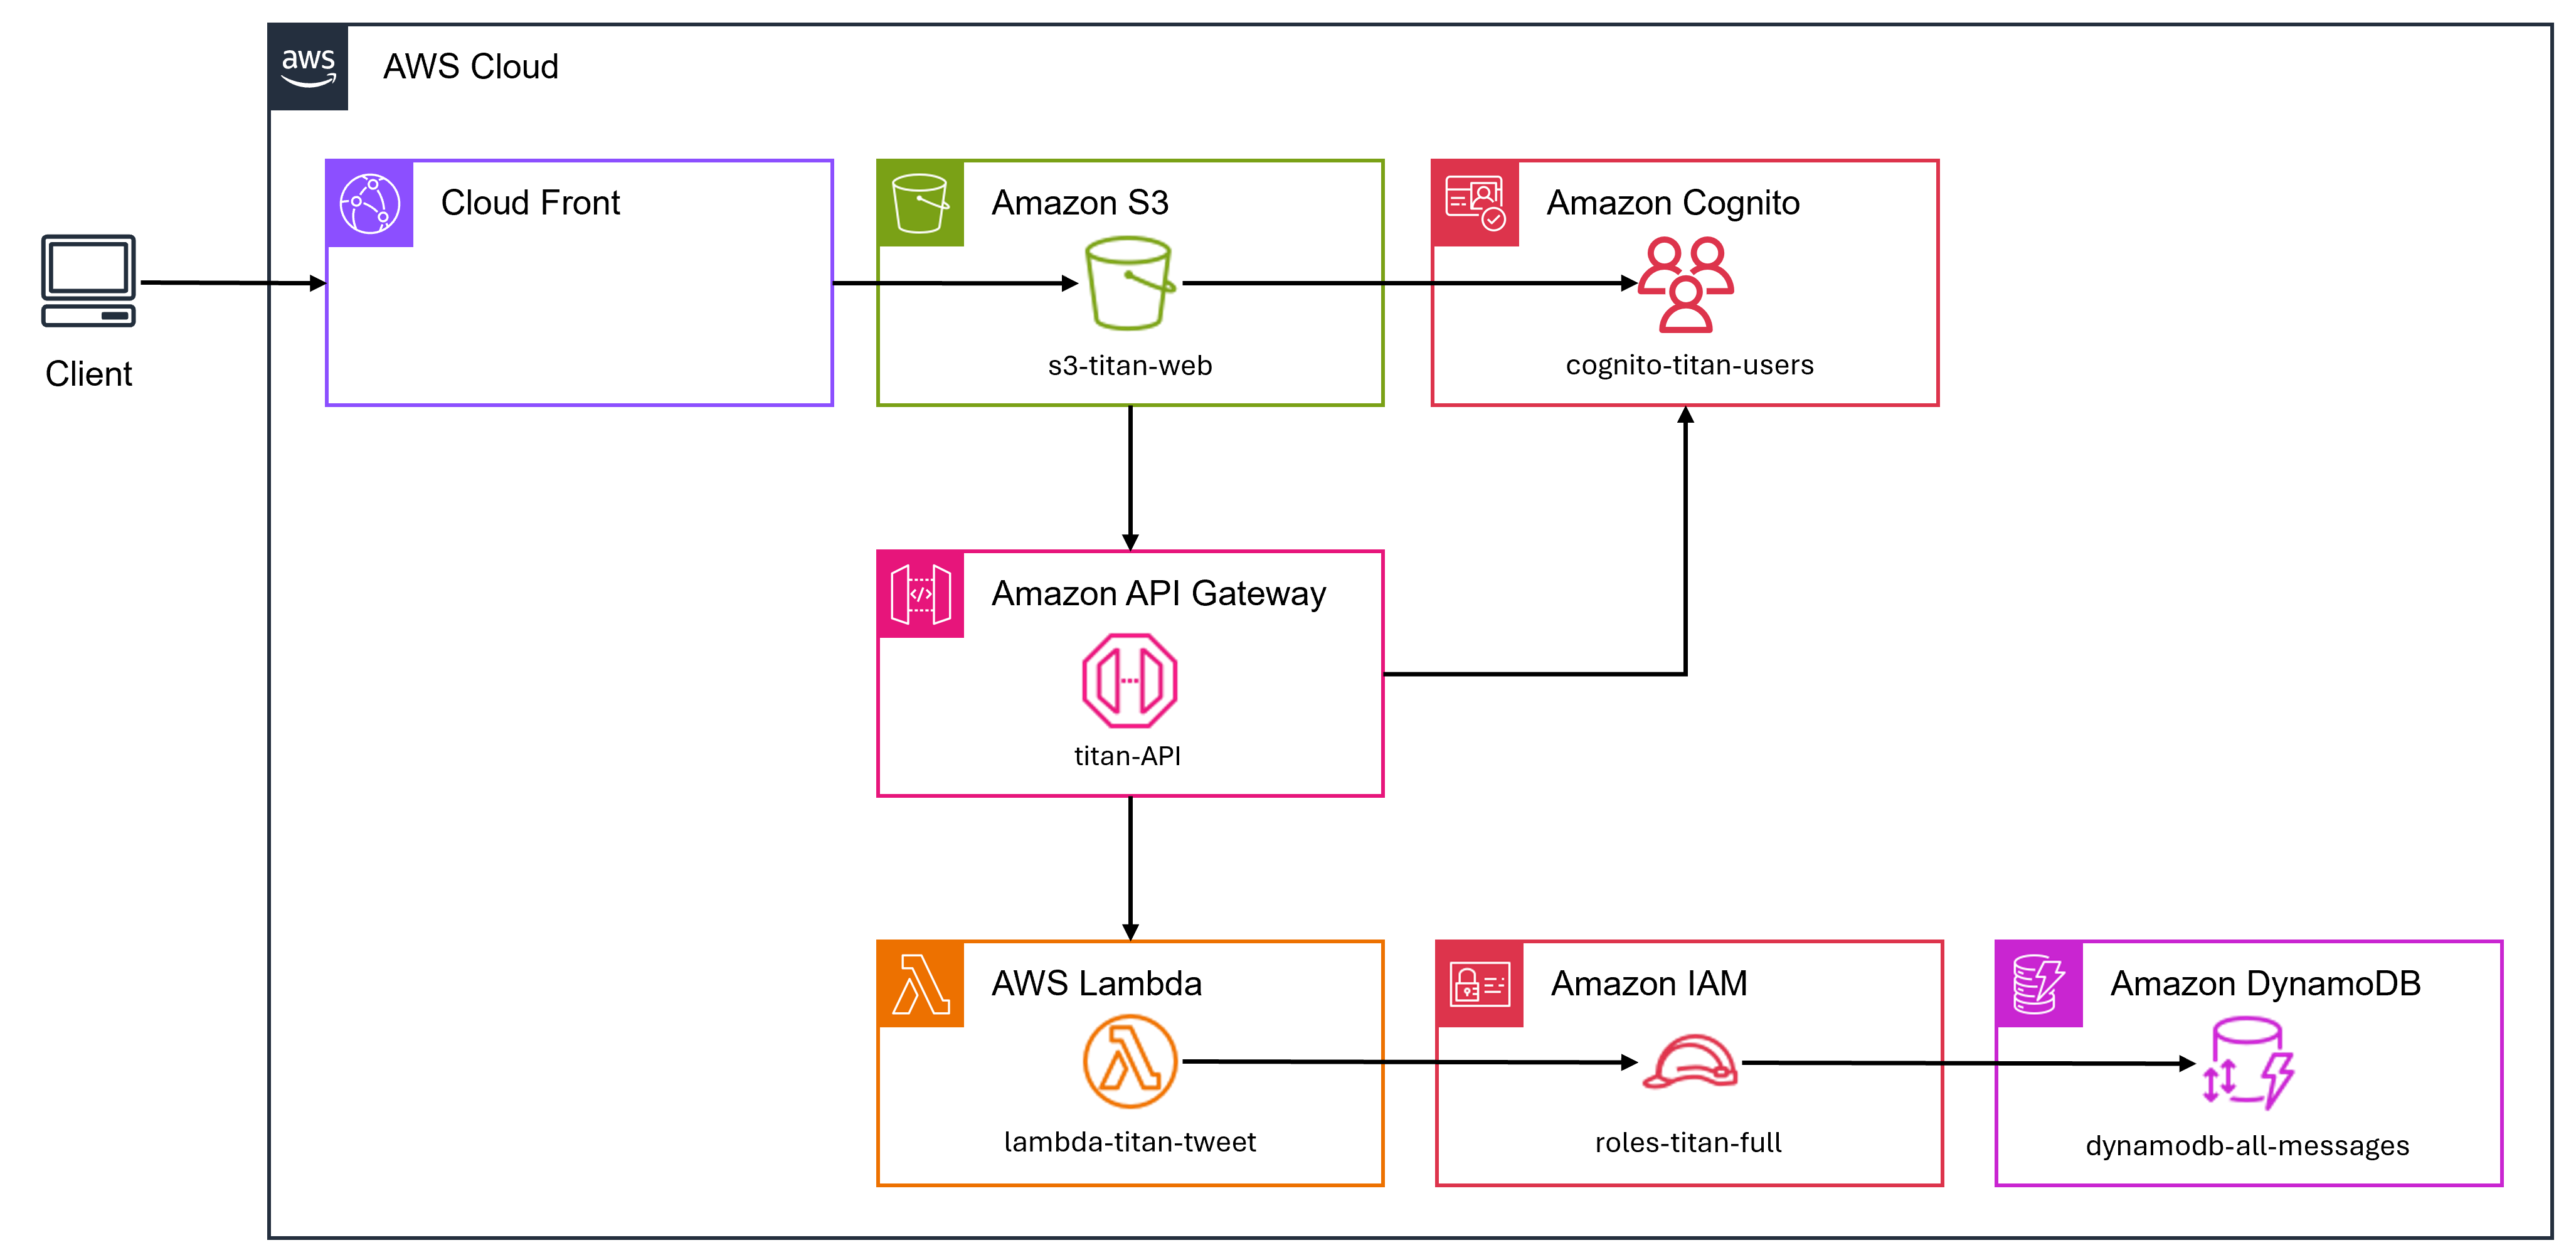 aws
AWS Cloud
Cloud Front
Amazon S3
Amazon Cognito
Client
s3-titan-web
cognito-titan-users
Amazon API Gateway
titan-API
AWS Lambda
Amazon IAM
Amazon DynamoDB
lambda-titan-tweet
roles-titan-full
dynamodb-all-messages